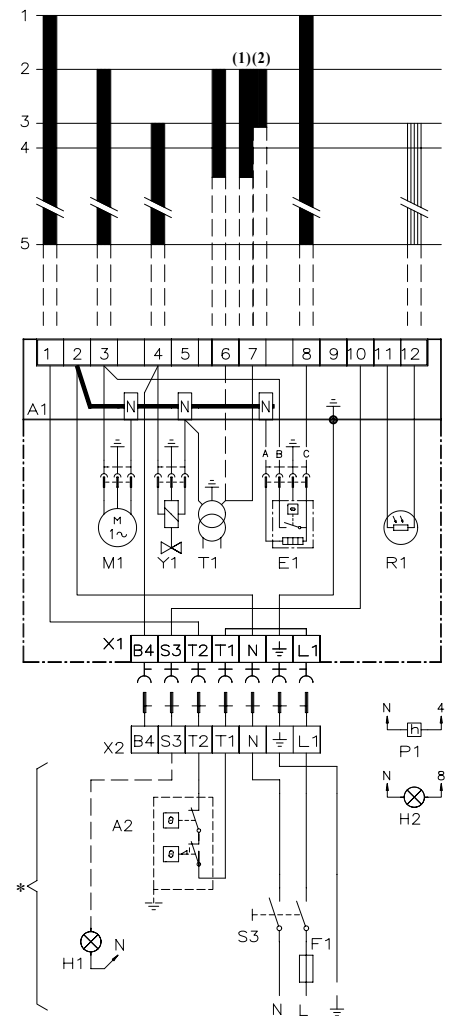 1
2
(1)(2)
3
4
5
1 2 3 4 5 6 7 8 9 10 11 12
A1
N N N
A B C
M
1~
θ
M1 Y1 T1 E1 R1
X1 B4 S3 T2 T1 N L1
X2 B4 S3 T2 T1 N L1
N 4
h
P1
N 8
H2
A2
θ
θ
*
S3
F1
H1 N
N L